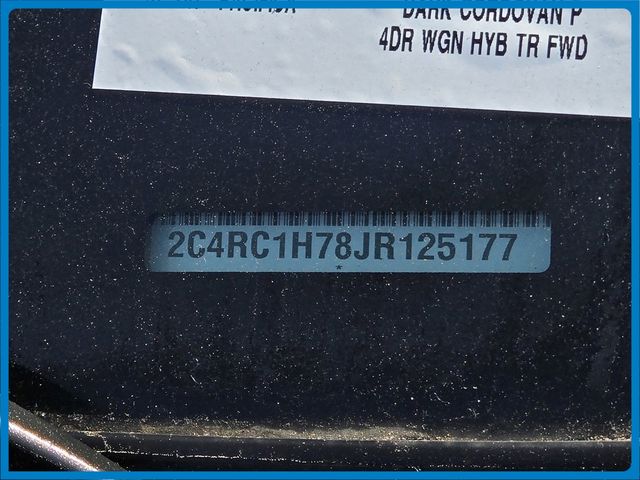 DARK CORDOVAN P
4DR WGN HYB TR FWD
2C4RC1H78JR125177